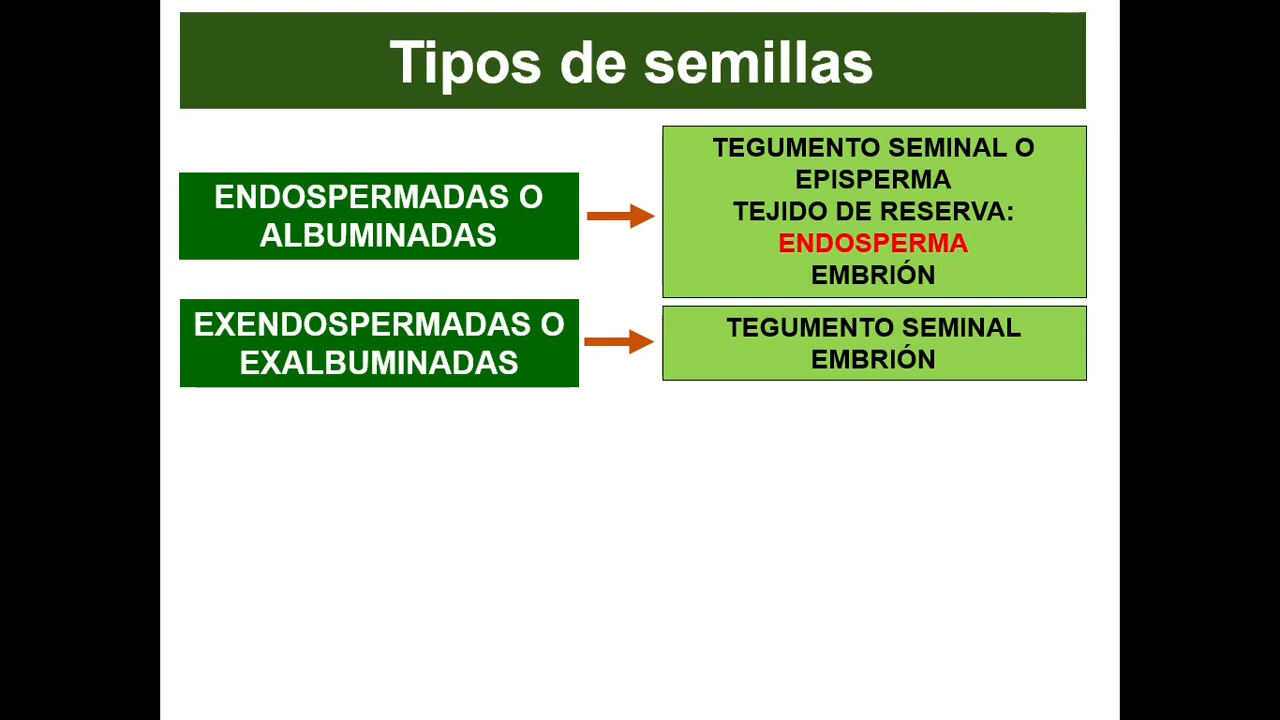 Tipos de semillas
ENDOSPERMADAS O
ALBUMINADAS
TEGUMENTO SEMINAL O
EPISPERMA
TEJIDO DE RESERVA:
ENDOSPERMA
EMBRIÓN
EXENDOSPERMADAS O
EXALBUMINADAS
TEGUMENTO SEMINAL
EMBRIÓN